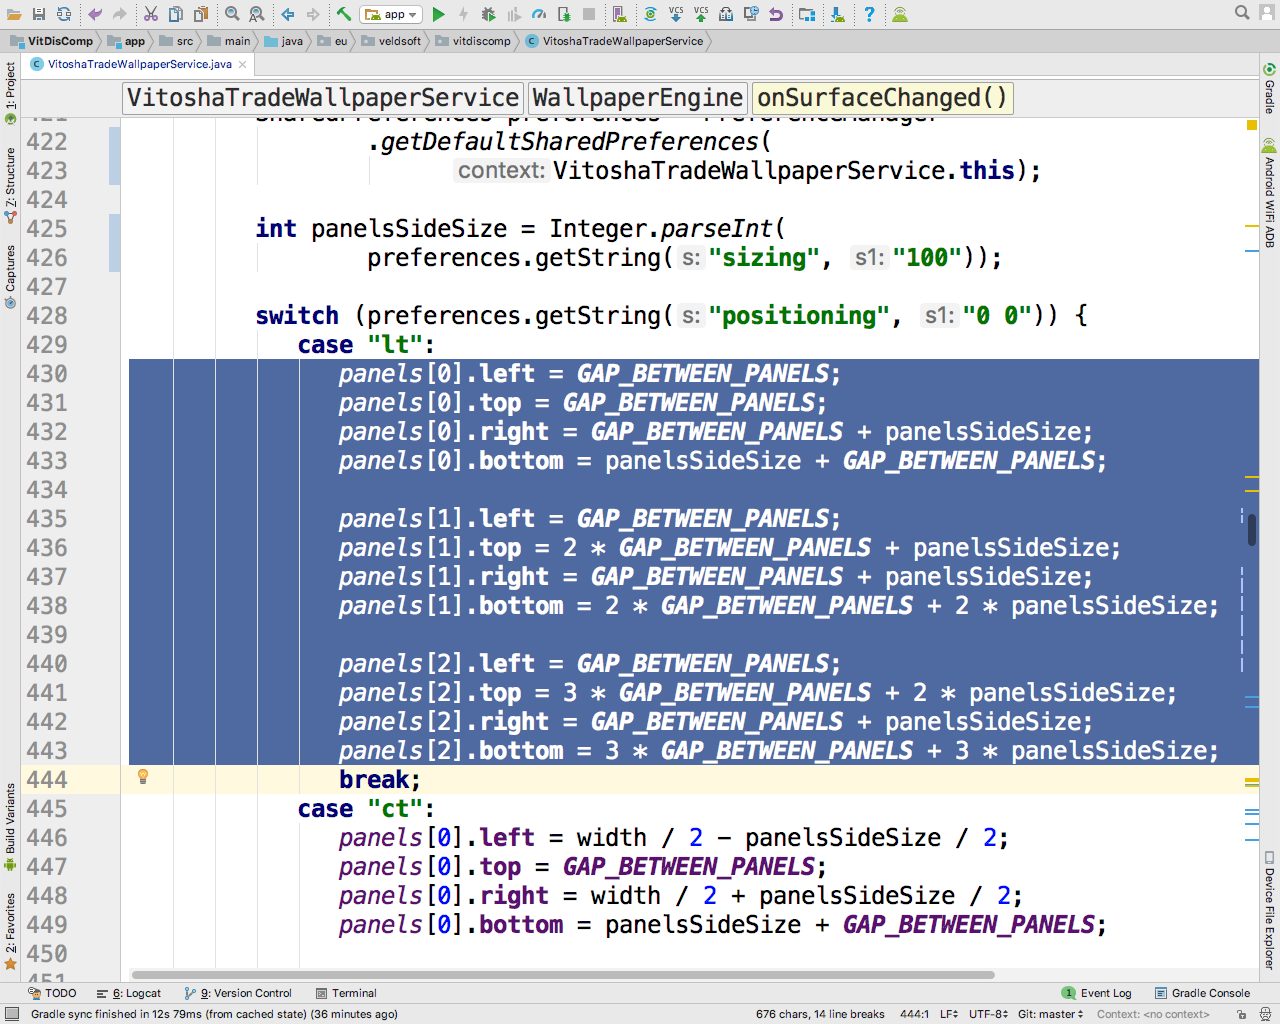 app
VitDisComp app src main java eu veldsoft vitdiscomp VitoshaTradeWallpaperService
VitoshaTradeWallpaperService.java
VitoshaTradeWallpaperService WallpaperEngine onSurfaceChanged()
1: Project
Z: Structure
Captures
Build Variants
2: Favorites
421 SharedPreferences preferences = PreferenceManager
422 .getDefaultSharedPreferences(
423 context: VitoshaTradeWallpaperService.this);
424
425 int panelsSideSize = Integer.parseInt(
426 preferences.getString( s: "sizing", s1: "100"));
427
428 switch (preferences.getString( s: "positioning", s1: "0 0")) {
429 case "lt":
430 panels[0].left = GAP_BETWEEN_PANELS;
431 panels[0].top = GAP_BETWEEN_PANELS;
432 panels[0].right = GAP_BETWEEN_PANELS + panelsSideSize;
433 panels[0].bottom = panelsSideSize + GAP_BETWEEN_PANELS;
434
435 panels[1].left = GAP_BETWEEN_PANELS;
436 panels[1].top = 2 * GAP_BETWEEN_PANELS + panelsSideSize;
437 panels[1].right = GAP_BETWEEN_PANELS + panelsSideSize;
438 panels[1].bottom = 2 * GAP_BETWEEN_PANELS + 2 * panelsSideSize;
439
440 panels[2].left = GAP_BETWEEN_PANELS;
441 panels[2].top = 3 * GAP_BETWEEN_PANELS + 2 * panelsSideSize;
442 panels[2].right = GAP_BETWEEN_PANELS + panelsSideSize;
443 panels[2].bottom = 3 * GAP_BETWEEN_PANELS + 3 * panelsSideSize;
444 break;
445 case "ct":
446 panels[0].left = width / 2 - panelsSideSize / 2;
447 panels[0].top = GAP_BETWEEN_PANELS;
448 panels[0].right = width / 2 + panelsSideSize / 2;
449 panels[0].bottom = panelsSideSize + GAP_BETWEEN_PANELS;
450
451
Gradle
Android WiFi ADB
Device File Explorer
TODO 6: Logcat 9: Version Control Terminal 1 Event Log Gradle Console
Gradle sync finished in 12s 79ms (from cached state) (36 minutes ago) 676 chars, 14 line breaks 444:1 LF UTF-8 Git: master Context: <no context>